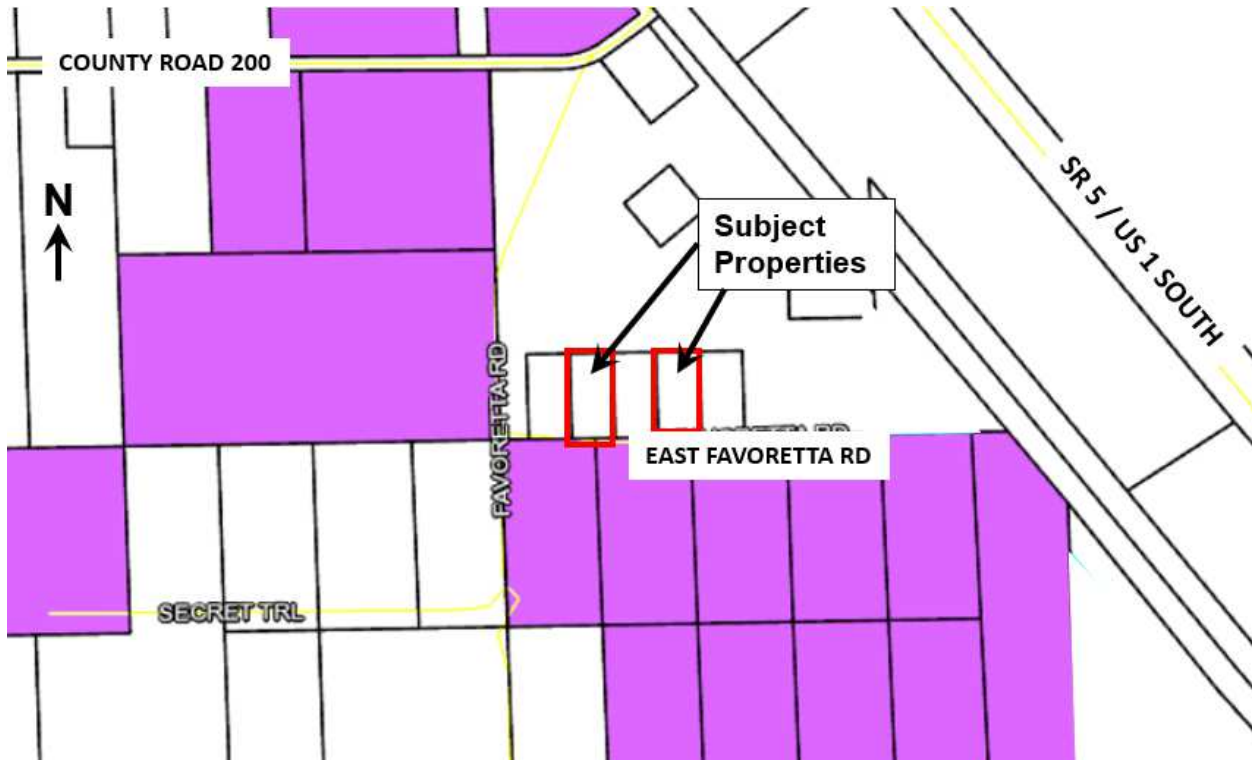 COUNTY ROAD 200
N
SR 5 / US 1 SOUTH
Subject
Properties
FAVORETTA RD
EAST FAVORETTA RD
SECRET TRL